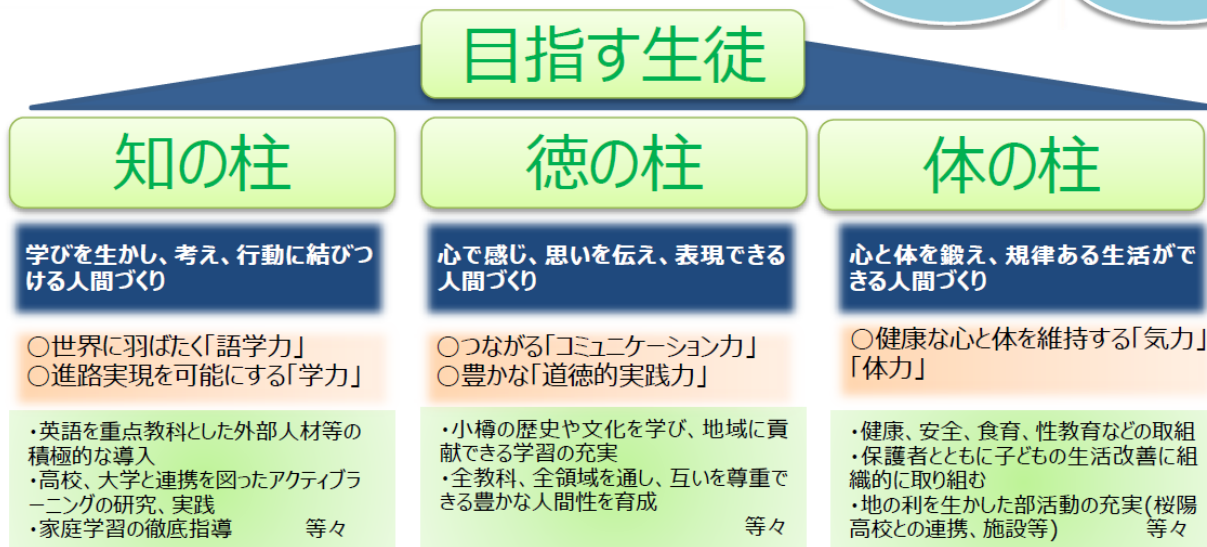 目指す生徒
知の柱
学びを生かし、考え、行動に結びつ
ける人間づくり
○世界に羽ばたく「語学力」
○進路実現を可能にする「学力」
・英語を重点教科とした外部人材等の
積極的な導入
・高校、大学と連携を図ったアクティブラ
ーニングの研究、実践
・家庭学習の徹底指導　　　等々
徳の柱
心で感じ、思いを伝え、表現できる
人間づくり
○つながる「コミュニケーション力」
○豊かな「道徳的実践力」
・小樽の歴史や文化を学び、地域に貢
献できる学習の充実
・全教科、全領域を通し、互いを尊重で
きる豊かな人間性を育成
等々
体の柱
心と体を鍛え、規律ある生活がで
きる人間づくり
○健康な心と体を維持する「気力」
「体力」
・健康、安全、食育、性教育などの取組
・保護者とともに子どもの生活改善に組
織的に取り組む
・地の利を生かした部活動の充実(桜陽
高校との連携、施設等)　　　等々